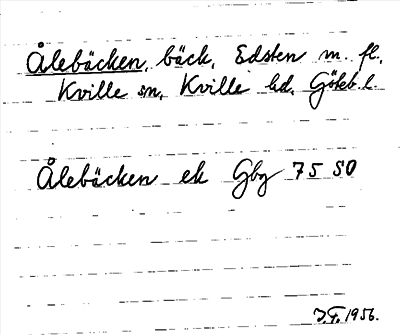 Ålebäcken, bäck, Edsten m. fl.
Kville sn, Kville hd. Göteb. l.
Ålebäcken ek Gbg 75 SO
J.F. 1956.